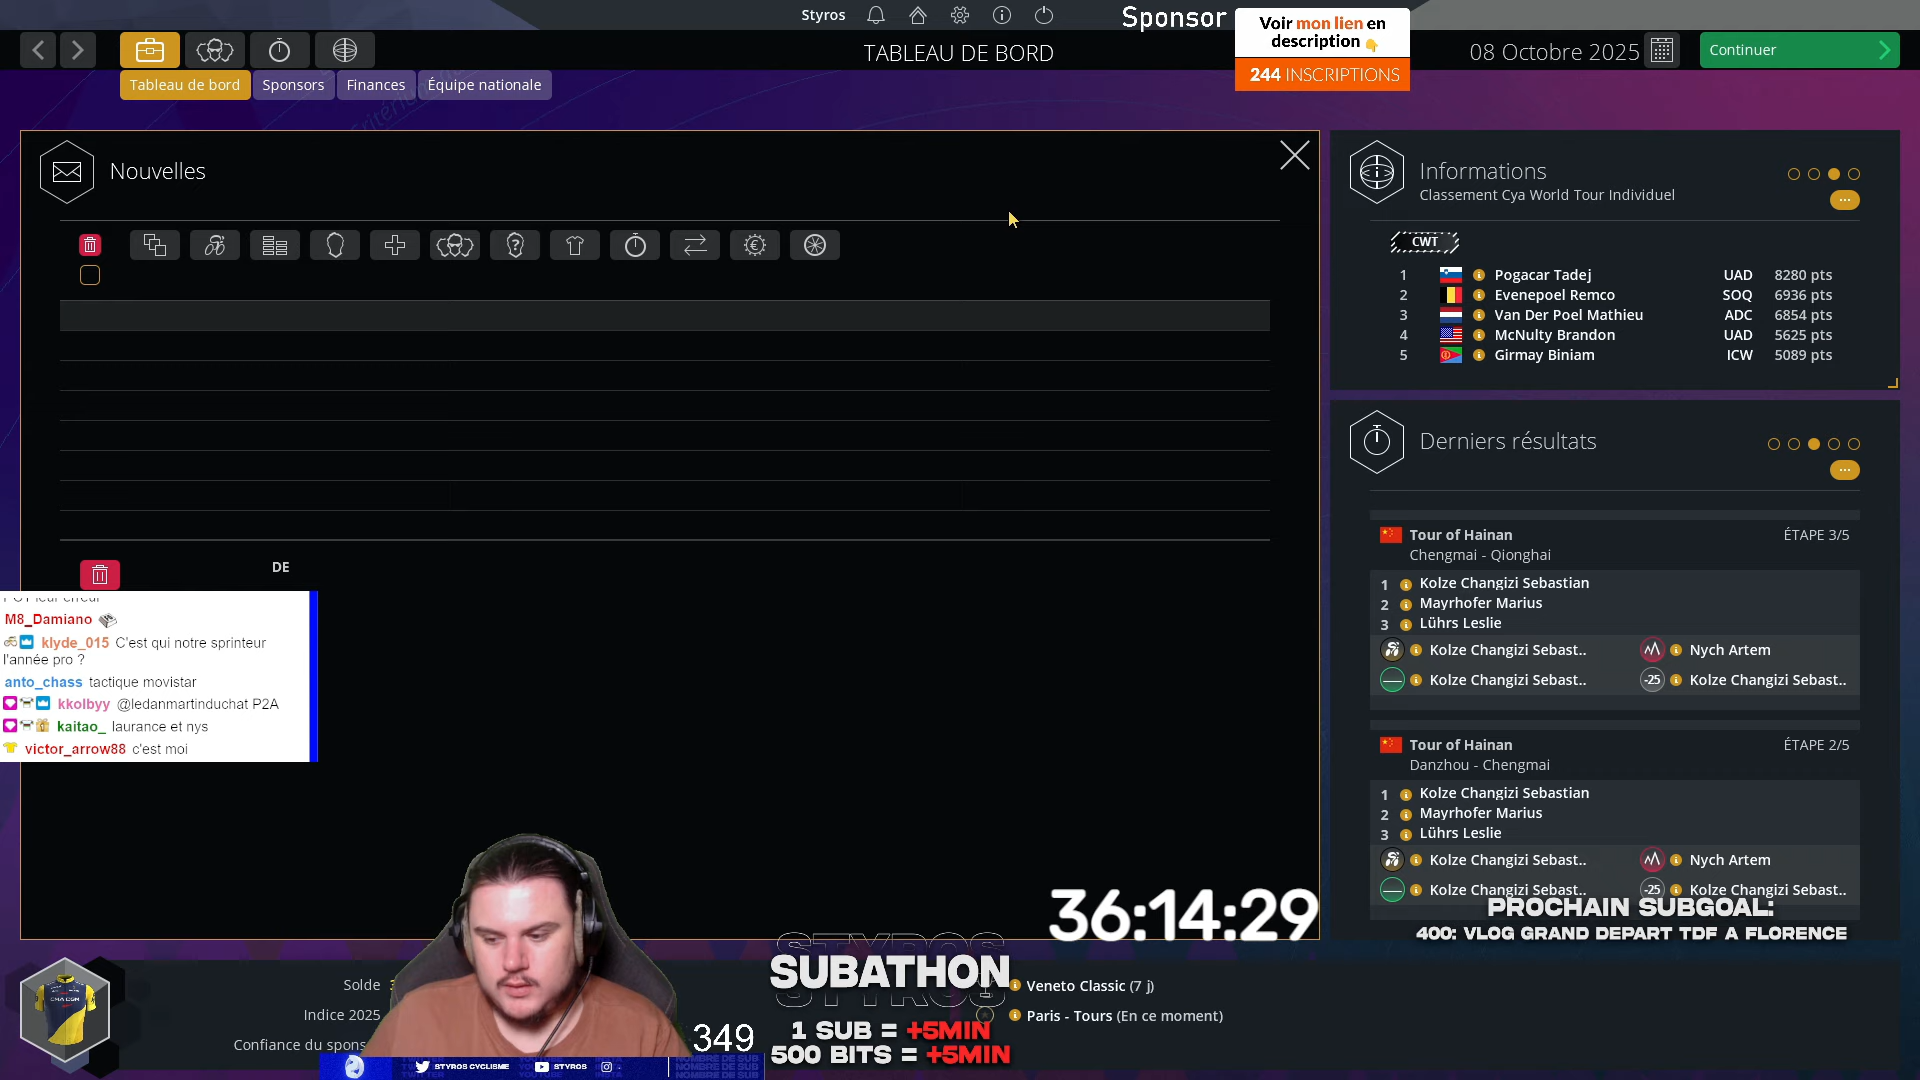 Styros
Sponsor
Voir mon lien en
description
244 INSCRIPTIONS
TABLEAU DE BORD
08 Octobre 2025
Continuer
Tableau de bord
Sponsors
Finances
Équipe nationale
Nouvelles
DE
Informations
Classement Cya World Tour Individuel
CWT
1 Pogacar Tadej UAD 8280 pts
2 Evenepoel Remco SOQ 6936 pts
3 Van Der Poel Mathieu ADC 6854 pts
4 McNulty Brandon UAD 5625 pts
5 Girmay Biniam ICW 5089 pts
Derniers résultats
Tour of Hainan ÉTAPE 3/5
Chengmai - Qionghai
1 Kolze Changizi Sebastian
2 Mayrhofer Marius
3 Lührs Leslie
Kolze Changizi Sebast.. Nych Artem
Kolze Changizi Sebast.. -25 Kolze Changizi Sebast..
Tour of Hainan ÉTAPE 2/5
Danzhou - Chengmai
1 Kolze Changizi Sebastian
2 Mayrhofer Marius
3 Lührs Leslie
Kolze Changizi Sebast.. Nych Artem
Kolze Changizi Sebast.. -25 Kolze Changizi Sebast..
PROCHAIN SUBGOAL:
400: VLOG GRAND DEPART TDF A FLORENCE
M8_Damiano
klyde_015 C'est qui notre sprinteur
l'année pro ?
anto_chass tactique movistar
kkolbyy @ledanmartinduchat P2A
kaitao_ laurance et nys
victor_arrow88 c'est moi
36:14:29
STYROS
SUBATHON
1 SUB = +5MIN
500 BITS = +5MIN
349
Solde
Indice 2025
Confiance du spons
CMA CGM
Veneto Classic (7 j)
Paris - Tours (En ce moment)
STYROS CYCLISME
STYROS
NOMBRE DE SUB